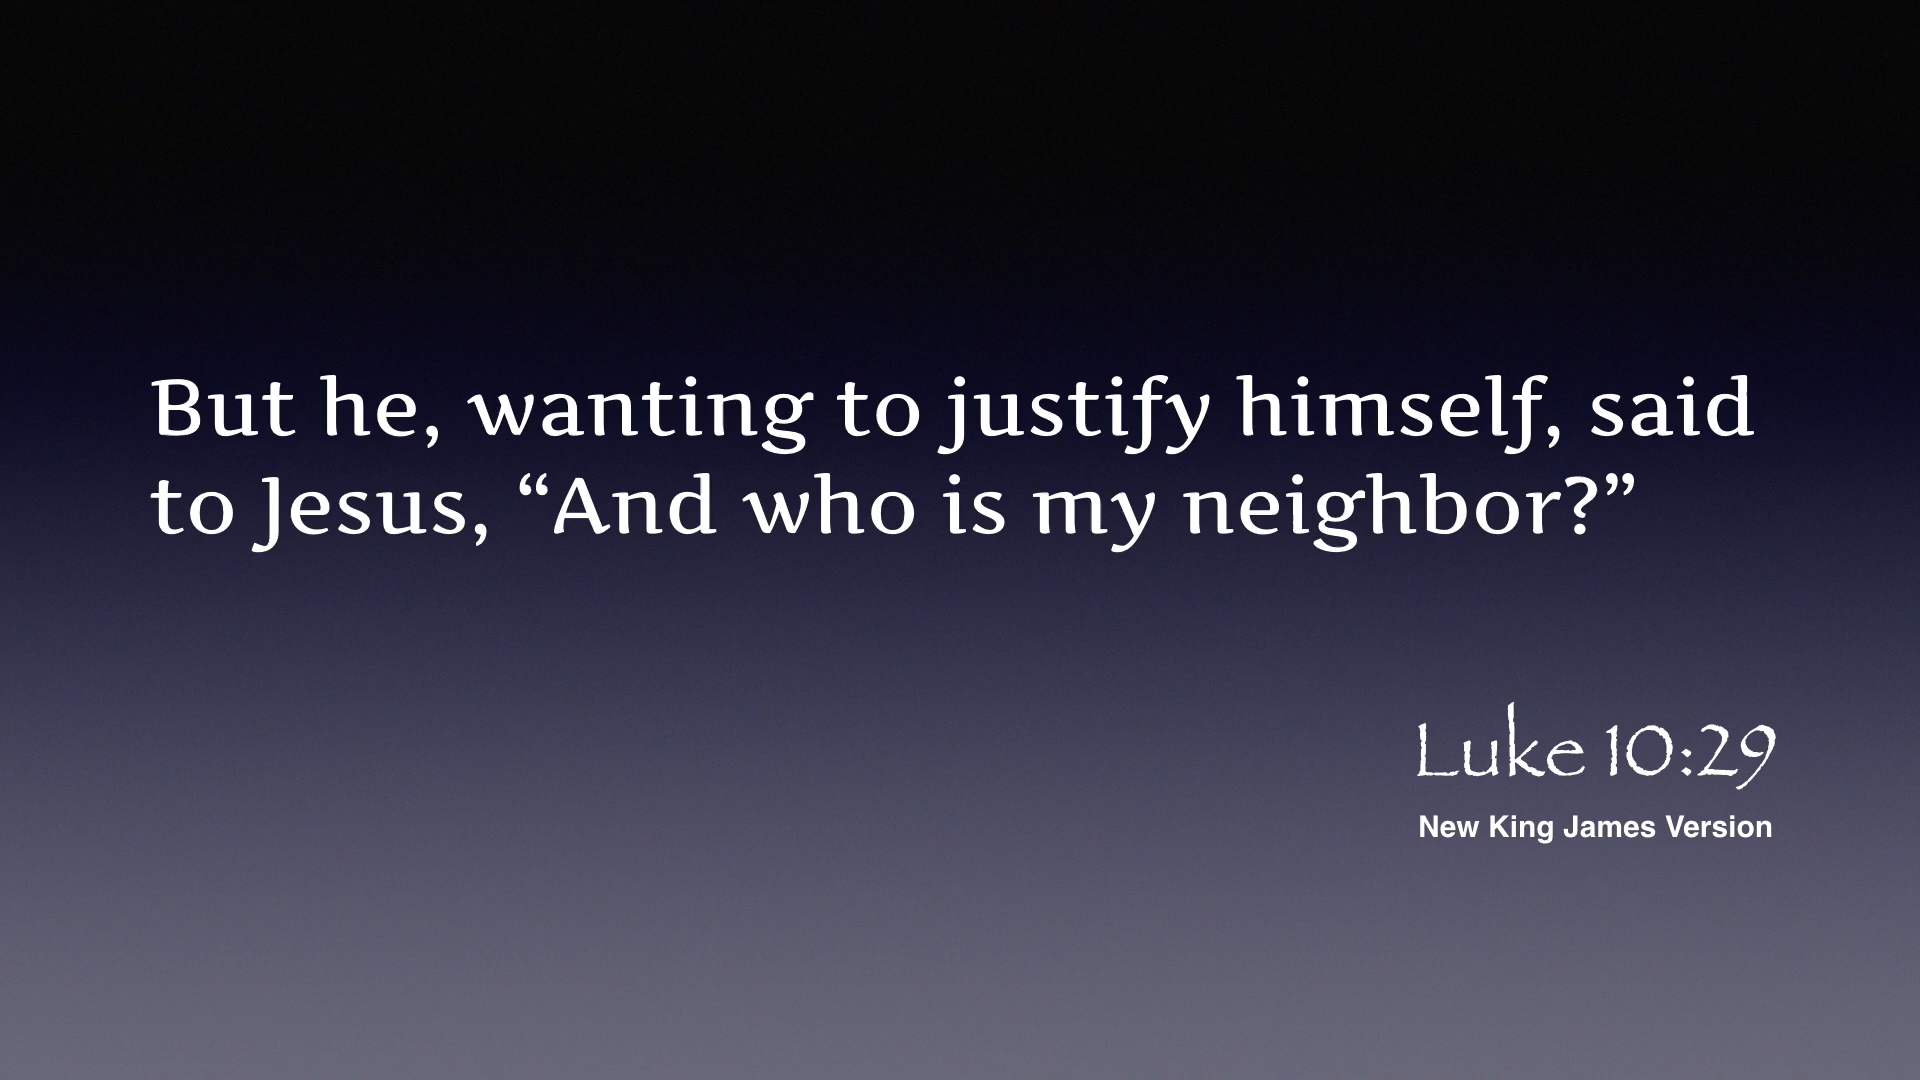 But he, wanting to justify himself, said
to Jesus, “And who is my neighbor?”
Luke 10:29
New King James Version